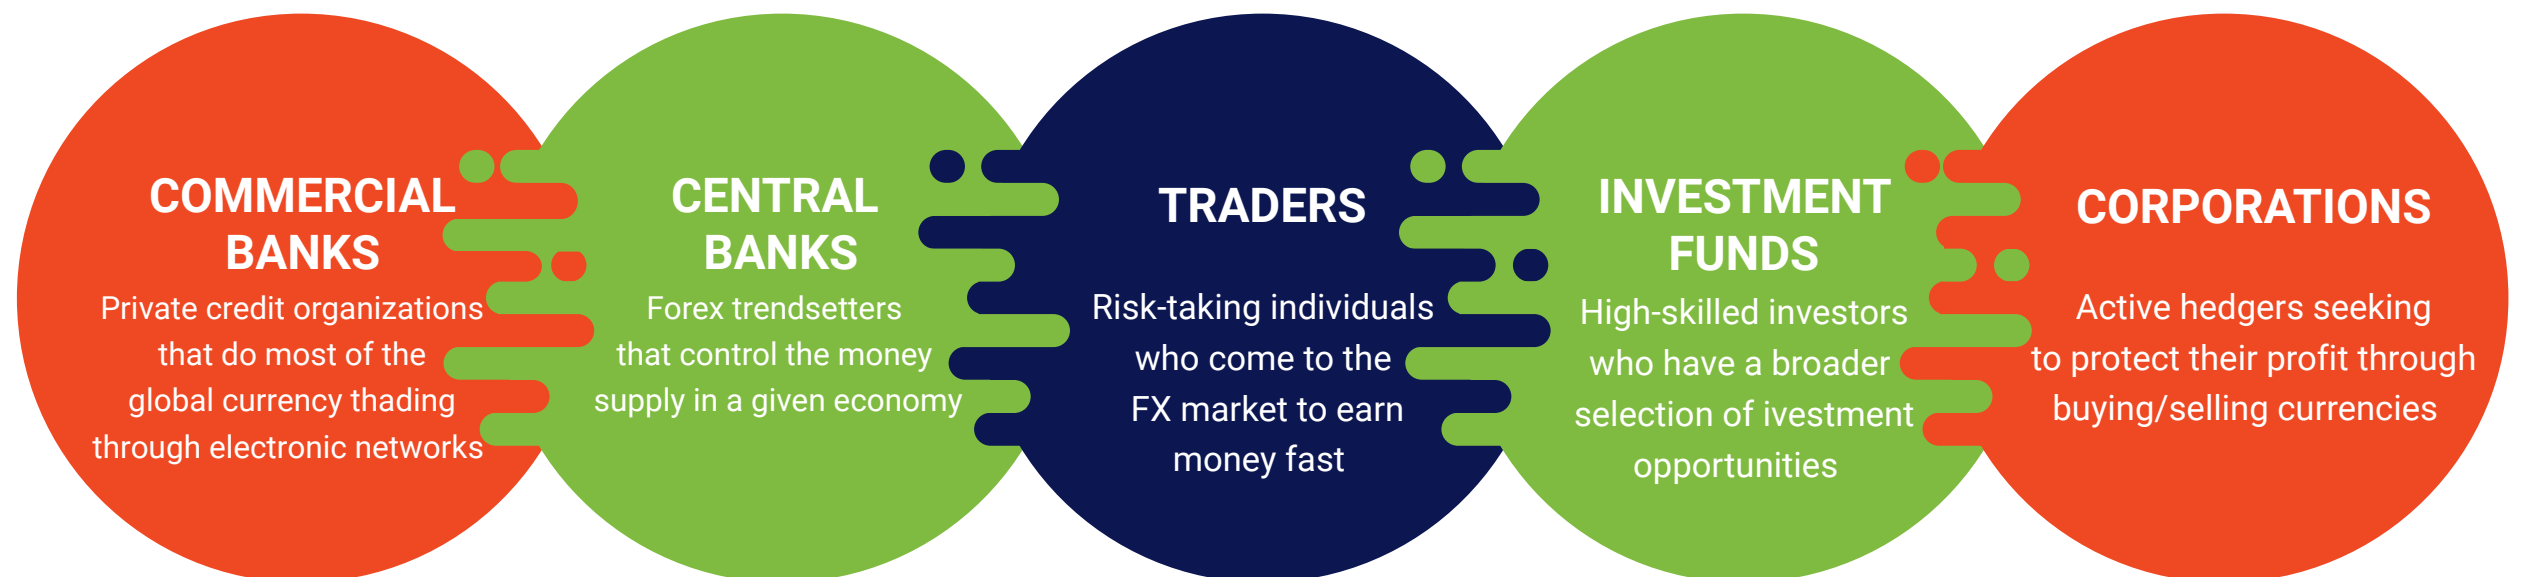 COMMERCIAL
BANKS
Private credit organizations
that do most of the
global currency thading
through electronic networks
CENTRAL
BANKS
Forex trendsetters
that control the money
supply in a given economy
TRADERS
Risk-taking individuals
who come to the
FX market to earn
money fast
INVESTMENT
FUNDS
High-skilled investors
who have a broader
selection of ivestment
opportunities
CORPORATIONS
Active hedgers seeking
to protect their profit through
buying/selling currencies